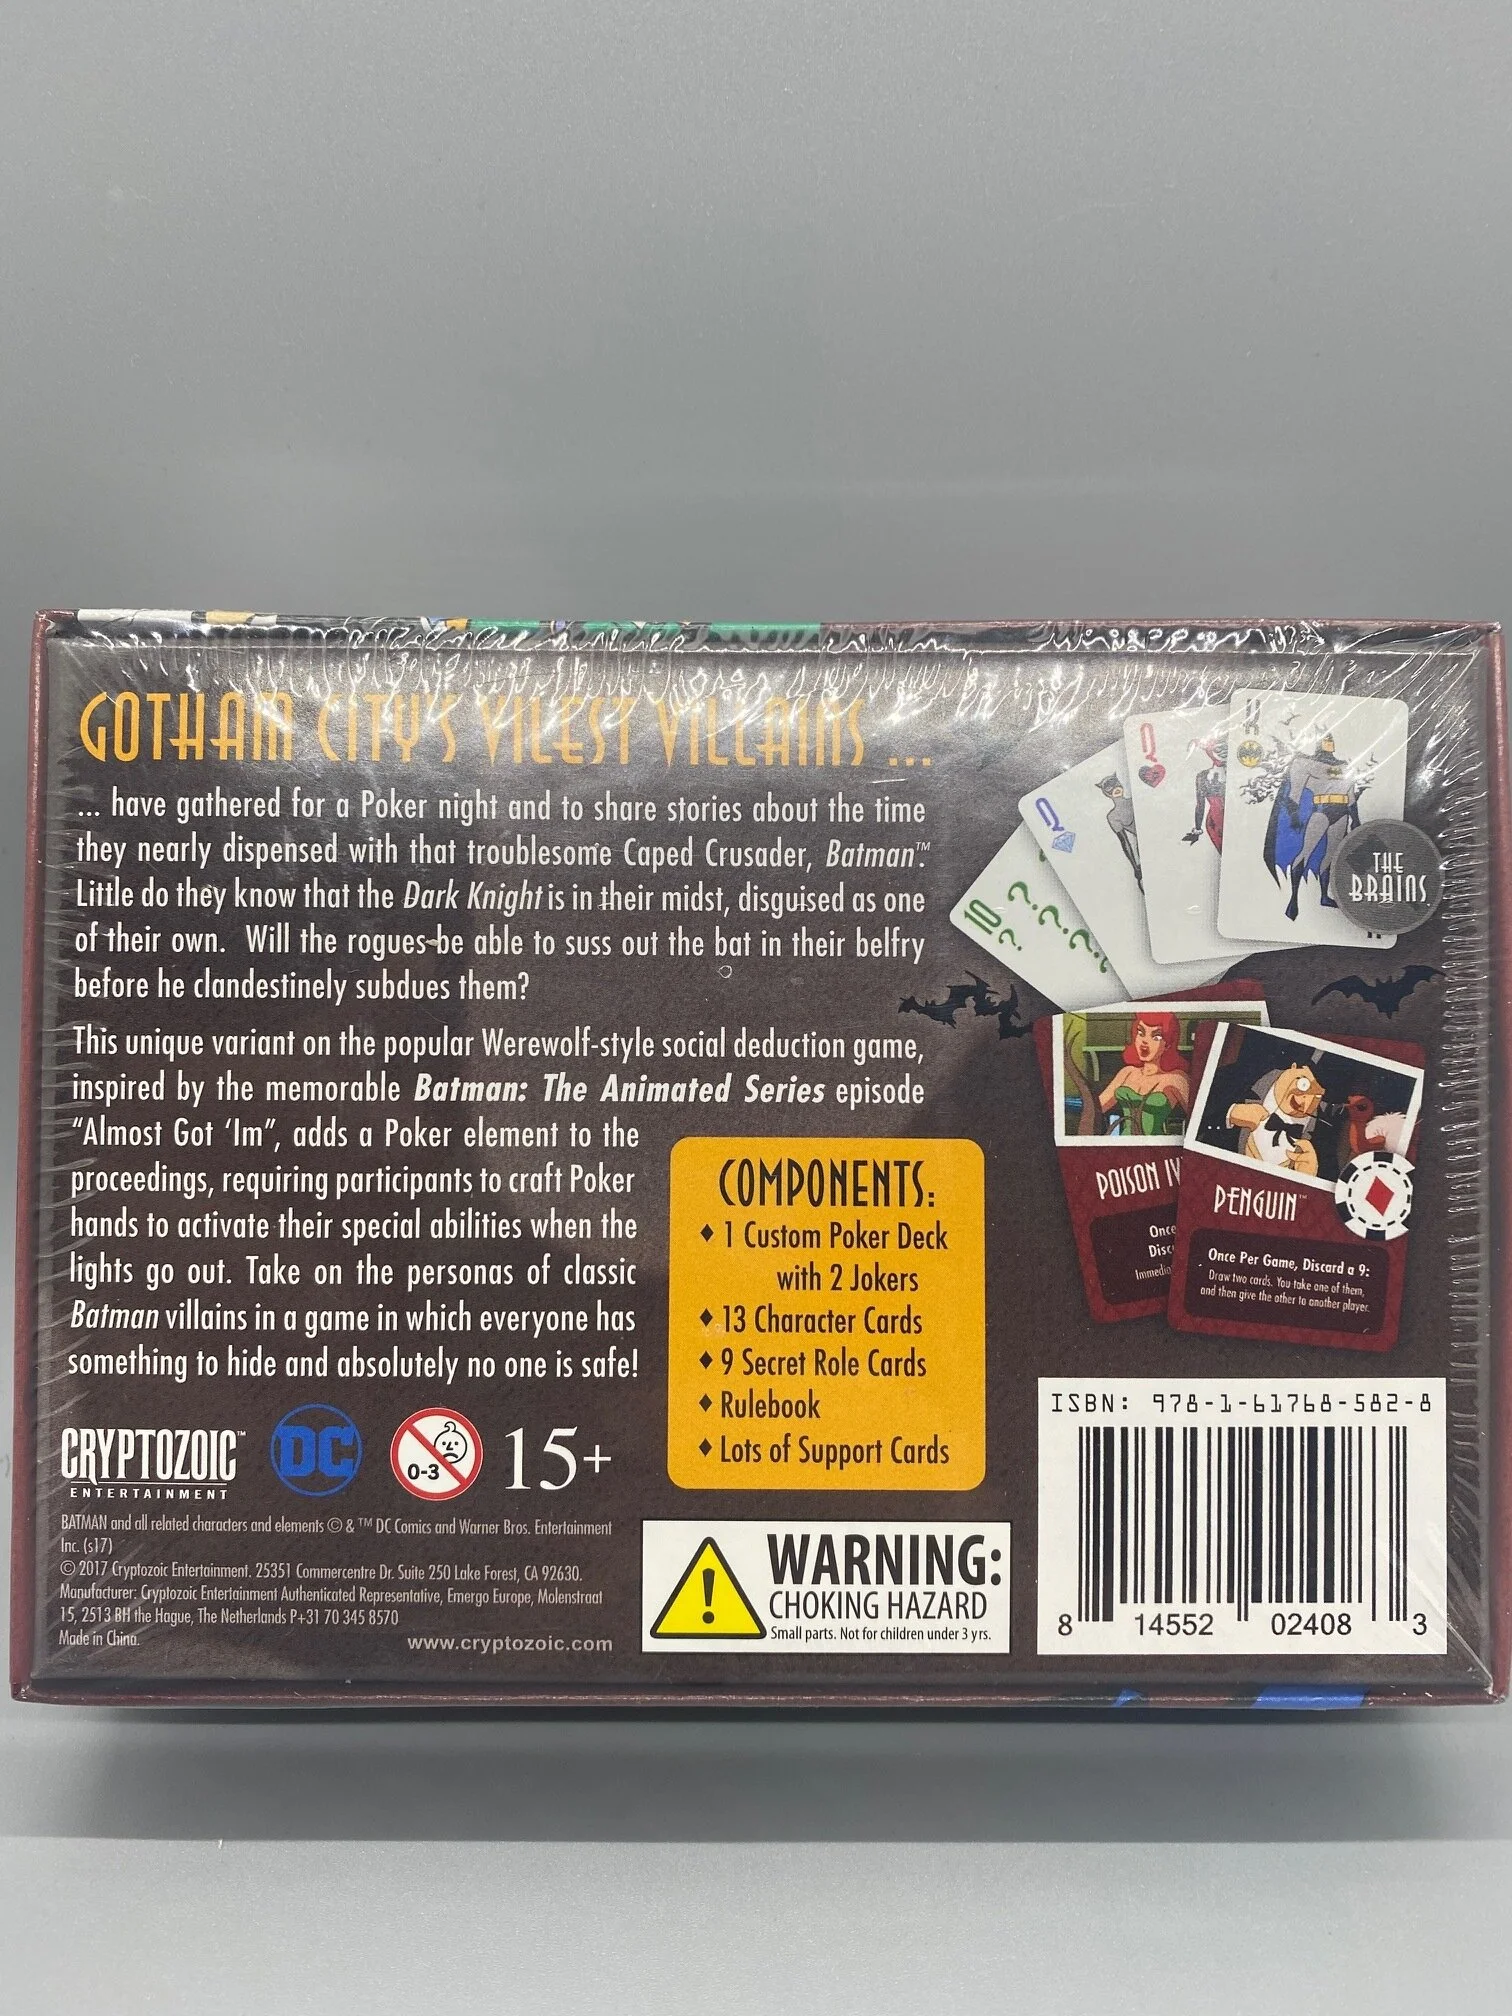 GOTHAM CITY'S VILEST VILLAINS ...
... have gathered for a Poker night and to share stories about the time
they nearly dispensed with that troublesome Caped Crusader, Batman™.
Little do they know that the Dark Knight is in their midst, disguised as one
of their own. Will the rogues be able to suss out the bat in their belfry
before he clandestinely subdues them?
This unique variant on the popular Werewolf-style social deduction game,
inspired by the memorable Batman: The Animated Series episode
“Almost Got ‘Im”, adds a Poker element to the
proceedings, requiring participants to craft Poker
hands to activate their special abilities when the
lights go out. Take on the personas of classic
Batman villains in a game in which everyone has
something to hide and absolutely no one is safe!
COMPONENTS:
♦ 1 Custom Poker Deck
with 2 Jokers
♦ 13 Character Cards
♦ 9 Secret Role Cards
♦ Rulebook
♦ Lots of Support Cards
10
?
? ? ? ?
Q
Q
K
THE
BRAINS
POISON IV
Once
Disc
Immedia
PENGUIN™
Once Per Game, Discard a 9:
Draw two cards. You take one of them,
and then give the other to another player.
CRYPTOZOIC™
ENTERTAINMENT
DC
0-3
15+
BATMAN and all related characters and elements © & ™ DC Comics and Warner Bros. Entertainment
Inc. (s17)
© 2017 Cryptozoic Entertainment. 25351 Commercentre Dr. Suite 250 Lake Forest, CA 92630.
Manufacturer: Cryptozoic Entertainment Authenticated Representative, Emergo Europe, Molenstraat
15, 2513 BH the Hague, The Netherlands P+31 70 345 8570
Made in China.
www.cryptozoic.com
!
WARNING:
CHOKING HAZARD
Small parts. Not for children under 3 yrs.
ISBN: 978-1-61768-582-8
8 14552 02408 3